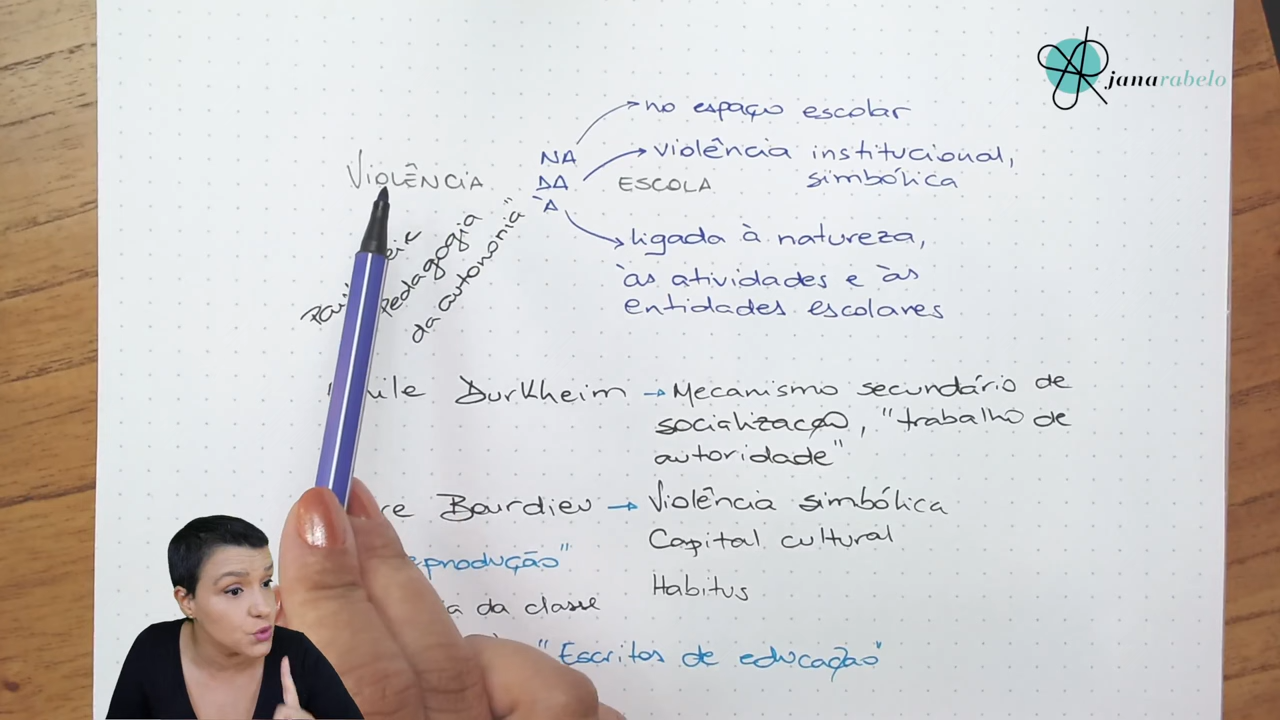 janarabelo
no espaço escolar
violência institucional,
simbólica
VIOLÊNCIA NA DA À ESCOLA
ligada à natureza,
às atividades e às
entidades escolares
Pedagogia
da autonomia"
Durkheim → Mecanismo secundário de
socialização, "trabalho de
autoridade"
Bourdieu → Violência simbólica
Capital cultural
Habitus
da classe
"Escritos de educação"